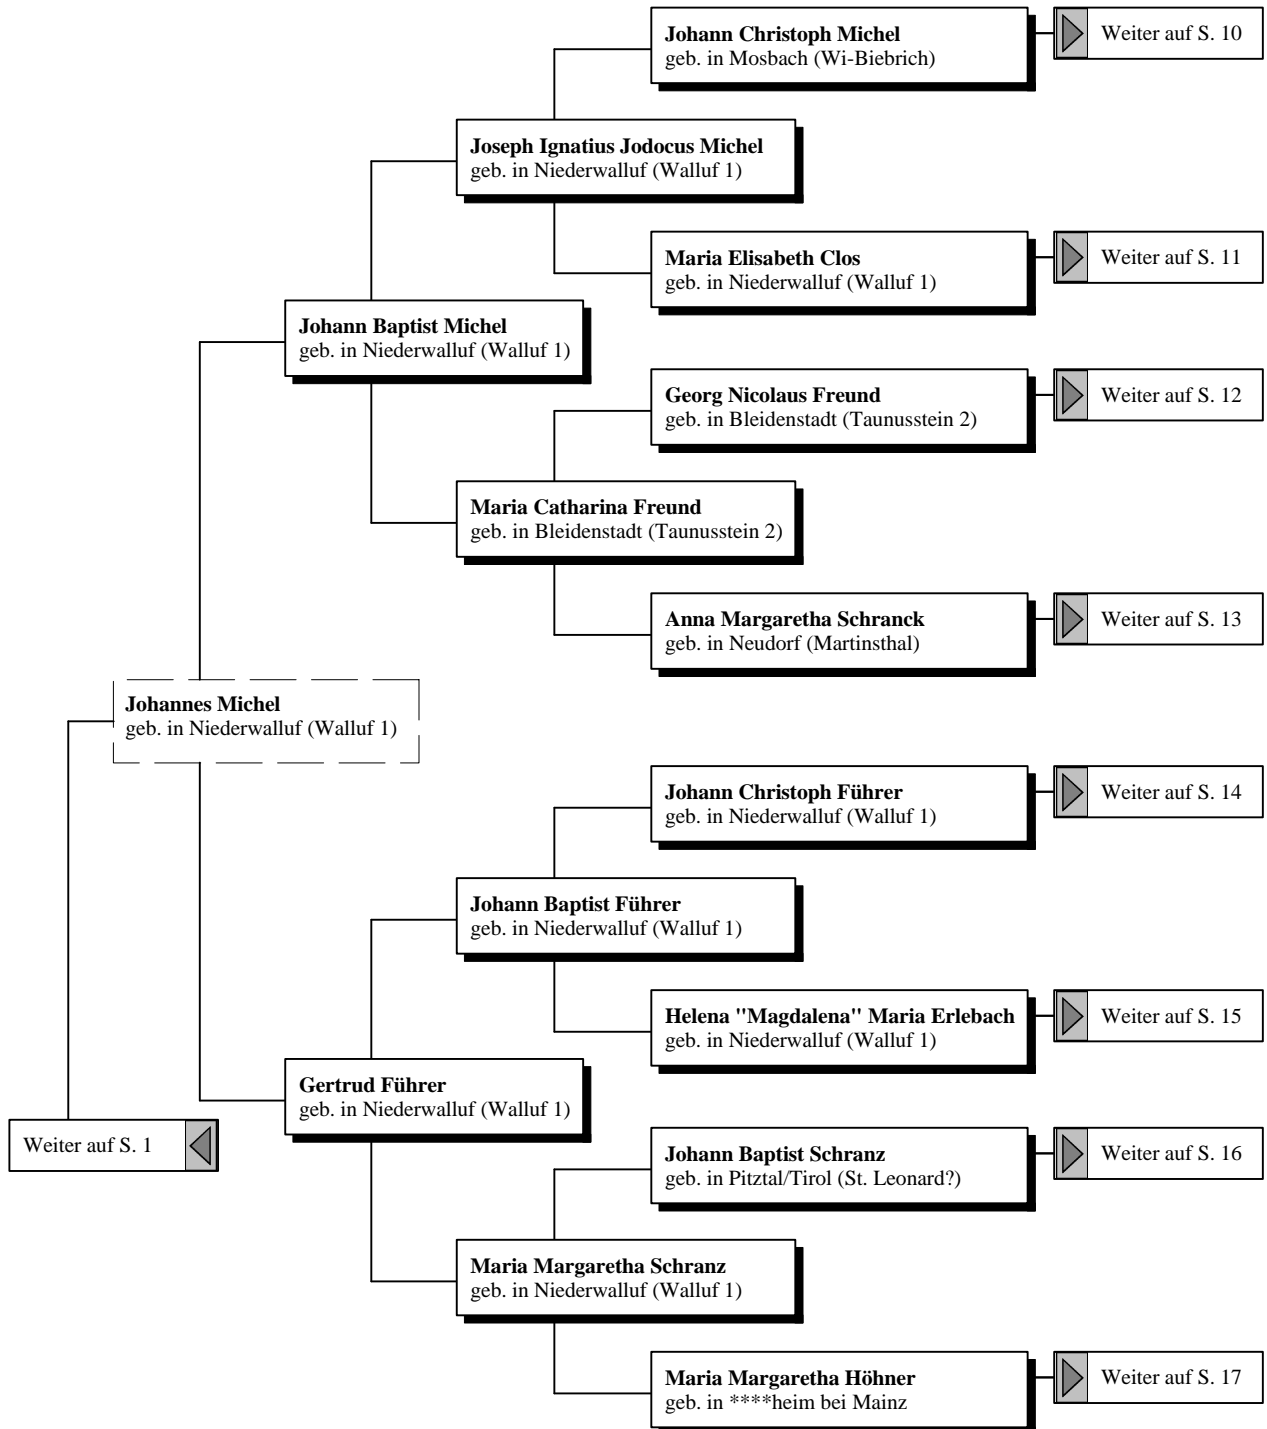 Johann Christoph Michel
geb. in Mosbach (Wi-Biebrich)
Weiter auf S. 10
Joseph Ignatius Jodocus Michel
geb. in Niederwalluf (Walluf 1)
Maria Elisabeth Clos
geb. in Niederwalluf (Walluf 1)
Weiter auf S. 11
Johann Baptist Michel
geb. in Niederwalluf (Walluf 1)
Georg Nicolaus Freund
geb. in Bleidenstadt (Taunusstein 2)
Weiter auf S. 12
Maria Catharina Freund
geb. in Bleidenstadt (Taunusstein 2)
Anna Margaretha Schranck
geb. in Neudorf (Martinsthal)
Weiter auf S. 13
Johannes Michel
geb. in Niederwalluf (Walluf 1)
Johann Christoph Führer
geb. in Niederwalluf (Walluf 1)
Weiter auf S. 14
Johann Baptist Führer
geb. in Niederwalluf (Walluf 1)
Helena "Magdalena" Maria Erlebach
geb. in Niederwalluf (Walluf 1)
Weiter auf S. 15
Gertrud Führer
geb. in Niederwalluf (Walluf 1)
Weiter auf S. 1
Johann Baptist Schranz
geb. in Pitztal/Tirol (St. Leonard?)
Weiter auf S. 16
Maria Margaretha Schranz
geb. in Niederwalluf (Walluf 1)
Maria Margaretha Höhner
geb. in ****heim bei Mainz
Weiter auf S. 17